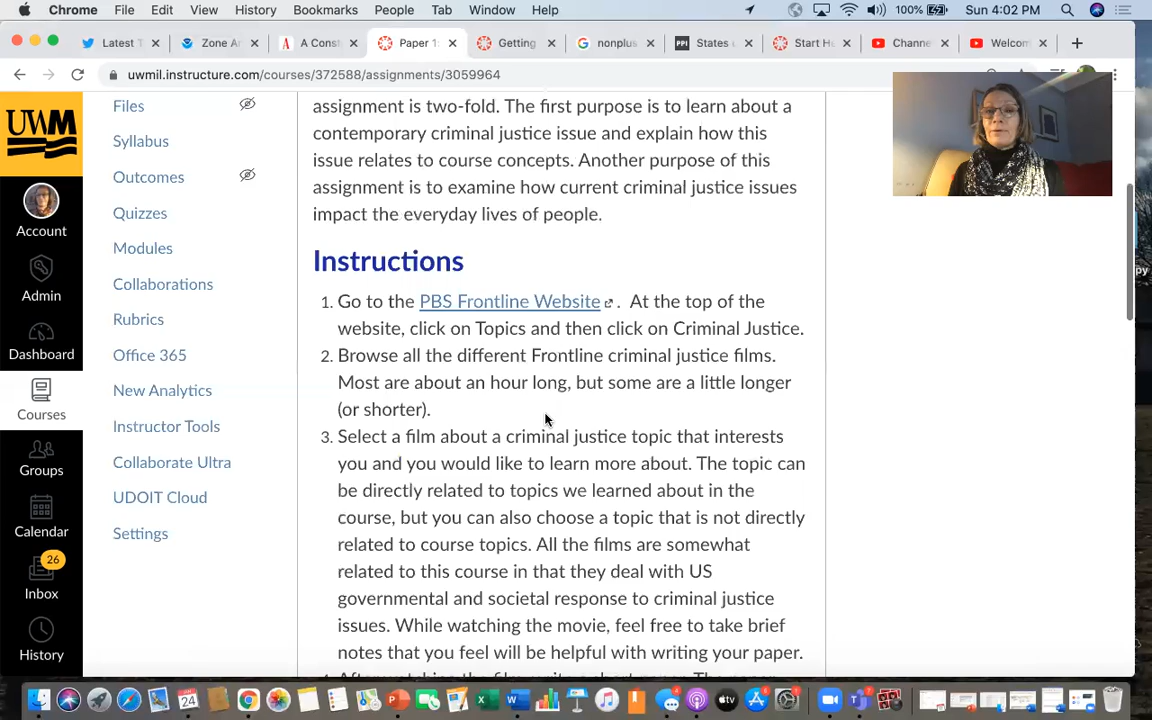 Chrome File Edit View History Bookmarks People Tab Window Help 100% Sun 4:02 PM
Latest T Zone Ar A Const Paper 1: Getting nonplus States o Start He Channe Welcom
uwmil.instructure.com/courses/372588/assignments/3059964
UWM
Account
Admin
Dashboard
Courses
Groups
Calendar
26
Inbox
History
Files
Syllabus
Outcomes
Quizzes
Modules
Collaborations
Rubrics
Office 365
New Analytics
Instructor Tools
Collaborate Ultra
UDOIT Cloud
Settings
assignment is two-fold. The first purpose is to learn about a
contemporary criminal justice issue and explain how this
issue relates to course concepts. Another purpose of this
assignment is to examine how current criminal justice issues
impact the everyday lives of people.
Instructions
1. Go to the PBS Frontline Website . At the top of the
website, click on Topics and then click on Criminal Justice.
2. Browse all the different Frontline criminal justice films.
Most are about an hour long, but some are a little longer
(or shorter).
3. Select a film about a criminal justice topic that interests
you and you would like to learn more about. The topic can
be directly related to topics we learned about in the
course, but you can also choose a topic that is not directly
related to course topics. All the films are somewhat
related to this course in that they deal with US
governmental and societal response to criminal justice
issues. While watching the movie, feel free to take brief
notes that you feel will be helpful with writing your paper.